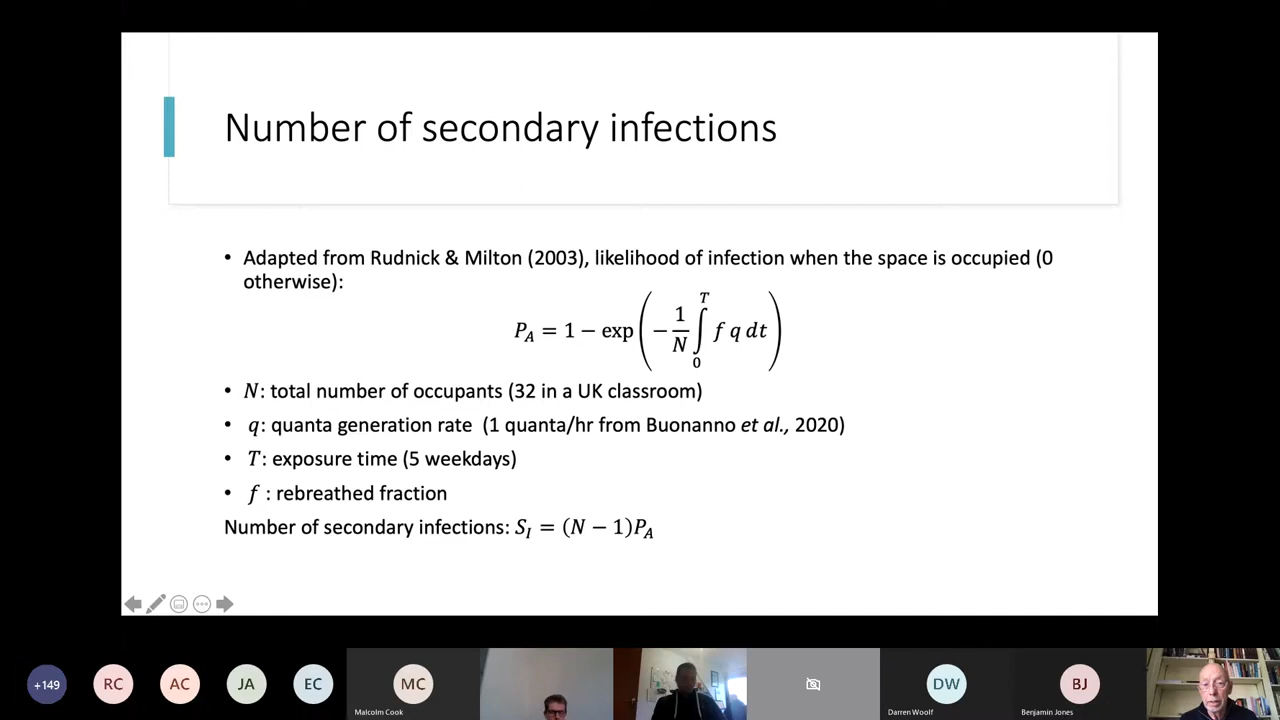 Number of secondary infections
• Adapted from Rudnick & Milton (2003), likelihood of infection when the space is occupied (0
otherwise):
P_A = 1 − exp(−1/N ∫_0^T f q dt)
• N: total number of occupants (32 in a UK classroom)
• q: quanta generation rate (1 quanta/hr from Buonanno et al., 2020)
• T: exposure time (5 weekdays)
• f : rebreathed fraction
Number of secondary infections: S_I = (N − 1)P_A
+149
RC
AC
JA
EC
MC
DW
BJ
Malcolm Cook
Darren Woolf
Benjamin Jones